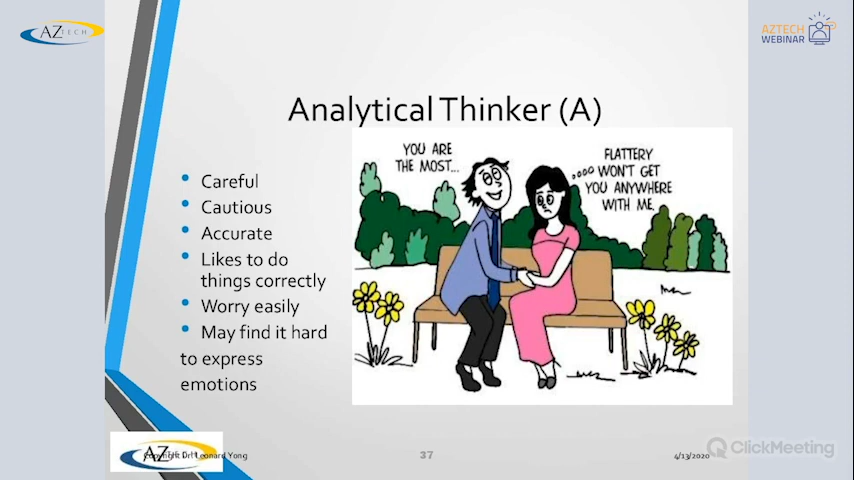 AZTECH
AZTECH
WEBINAR
Analytical Thinker (A)
• Careful
• Cautious
• Accurate
• Likes to do
things correctly
• Worry easily
• May find it hard
to express
emotions
YOU ARE
THE MOST...
FLATTERY
.... WON'T GET
YOU ANYWHERE
WITH ME.
AZTECH
Copyright Dr Leonard Yong
37
4/13/2020
ClickMeeting